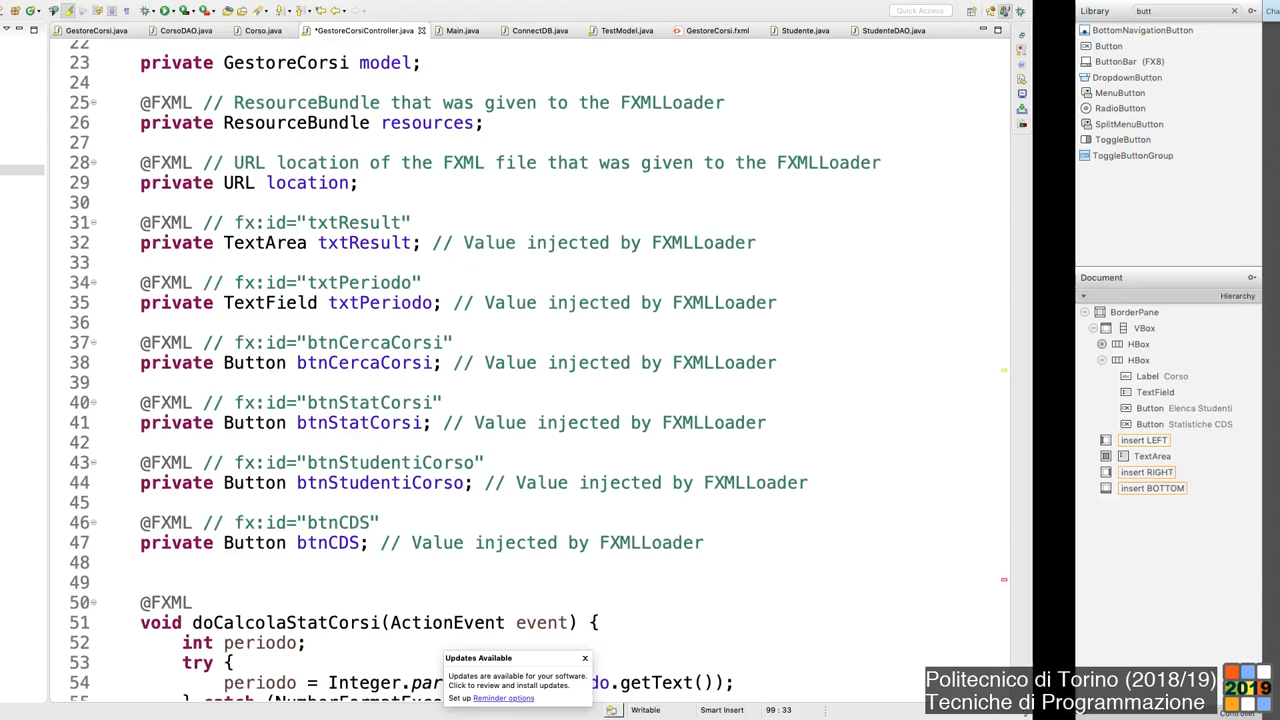 Quick Access
GestoreCorsi.java
CorsoDAO.java
Corso.java
*GestoreCorsiController.java
Main.java
ConnectDB.java
TestModel.java
GestoreCorsi.fxml
Studente.java
StudenteDAO.java
22
23 private GestoreCorsi model;
24
25 @FXML // ResourceBundle that was given to the FXMLLoader
26 private ResourceBundle resources;
27
28 @FXML // URL location of the FXML file that was given to the FXMLLoader
29 private URL location;
30
31 @FXML // fx:id="txtResult"
32 private TextArea txtResult; // Value injected by FXMLLoader
33
34 @FXML // fx:id="txtPeriodo"
35 private TextField txtPeriodo; // Value injected by FXMLLoader
36
37 @FXML // fx:id="btnCercaCorsi"
38 private Button btnCercaCorsi; // Value injected by FXMLLoader
39
40 @FXML // fx:id="btnStatCorsi"
41 private Button btnStatCorsi; // Value injected by FXMLLoader
42
43 @FXML // fx:id="btnStudentiCorso"
44 private Button btnStudentiCorso; // Value injected by FXMLLoader
45
46 @FXML // fx:id="btnCDS"
47 private Button btnCDS; // Value injected by FXMLLoader
48
49
50 @FXML
51 void doCalcolaStatCorsi(ActionEvent event) {
52 int periodo;
53 try {
54 periodo = Integer.par do.getText());
Updates Available
Updates are available for your software.
Click to review and install updates.
Set up Reminder options
Writable
Smart Insert
99 : 33
Library
butt
BottomNavigationButton
Button
ButtonBar (FX8)
DropdownButton
MenuButton
RadioButton
SplitMenuButton
ToggleButton
ToggleButtonGroup
Document
Hierarchy
BorderPane
VBox
HBox
HBox
Label Corso
TextField
Button Elenca Studenti
Button Statistiche CDS
insert LEFT
TextArea
insert RIGHT
insert BOTTOM
Politecnico di Torino (2018/19)
Tecniche di Programmazione
2019